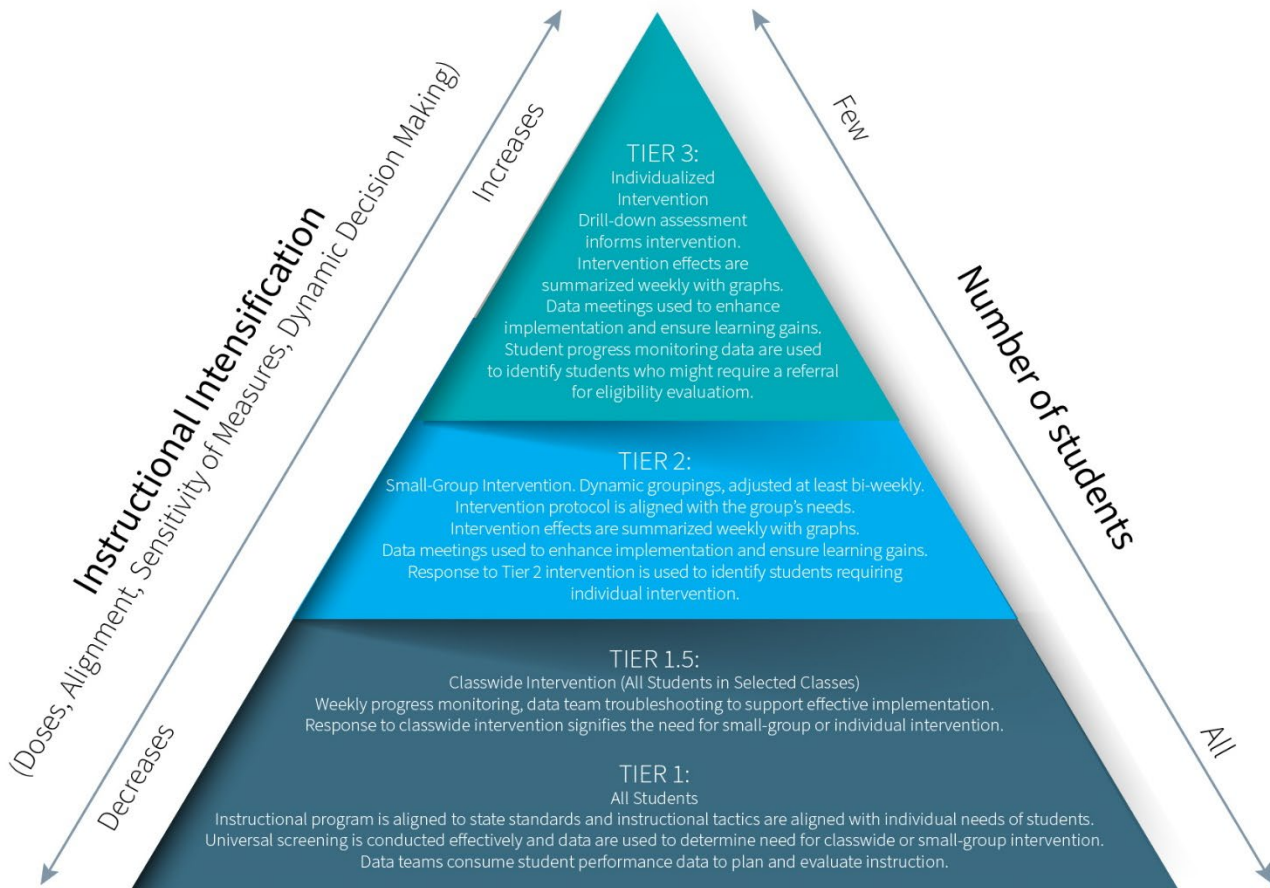 Instructional Intensification
(Doses, Alignment, Sensitivity of Measures, Dynamic Decision Making)
Increases
Decreases
TIER 3:
Individualized
Intervention
Drill-down assessment
informs intervention.
Intervention effects are
summarized weekly with graphs.
Data meetings used to enhance
implementation and ensure learning gains.
Student progress monitoring data are used
to identify students who might require a referral
for eligibility evaluatiom.
TIER 2:
Small-Group Intervention. Dynamic groupings, adjusted at least bi-weekly.
Intervention protocol is aligned with the group's needs.
Intervention effects are summarized weekly with graphs.
Data meetings used to enhance implementation and ensure learning gains.
Response to Tier 2 intervention is used to identify students requiring
individual intervention.
TIER 1.5:
Classwide Intervention (All Students in Selected Classes)
Weekly progress monitoring, data team troubleshooting to support effective implementation.
Response to classwide intervention signifies the need for small-group or individual intervention.
TIER 1:
All Students
Instructional program is aligned to state standards and instructional tactics are aligned with individual needs of students.
Universal screening is conducted effectively and data are used to determine need for classwide or small-group intervention.
Data teams consume student performance data to plan and evaluate instruction.
Few
Number of students
All